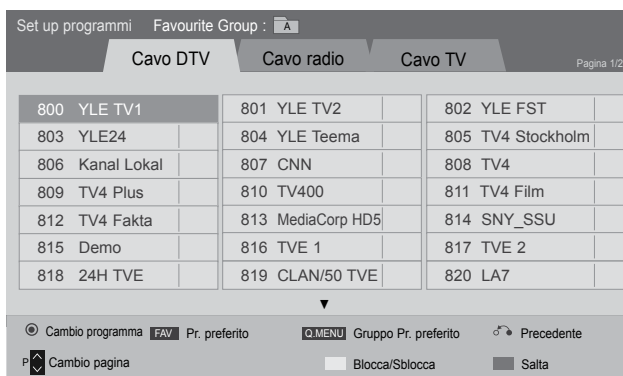 Set up programmi Favourite Group : A
Cavo DTV Cavo radio Cavo TV Pagina 1/2
800 YLE TV1 801 YLE TV2 802 YLE FST
803 YLE24 804 YLE Teema 805 TV4 Stockholm
806 Kanal Lokal 807 CNN 808 TV4
809 TV4 Plus 810 TV400 811 TV4 Film
812 TV4 Fakta 813 MediaCorp HD5 814 SNY_SSU
815 Demo 816 TVE 1 817 TVE 2
818 24H TVE 819 CLAN/50 TVE 820 LA7
Cambio programma FAV Pr. preferito Q.MENU Gruppo Pr. preferito Precedente
P Cambio pagina Blocca/Sblocca Salta